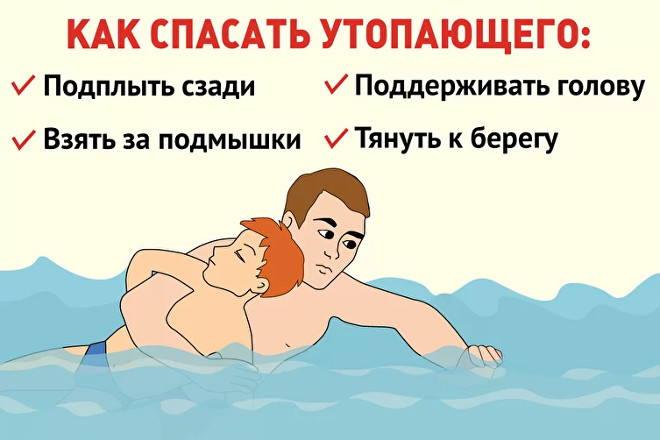 КАК СПАСАТЬ УТОПАЮЩЕГО:
Подплыть сзади
Взять за подмышки
Поддерживать голову
Тянуть к берегу